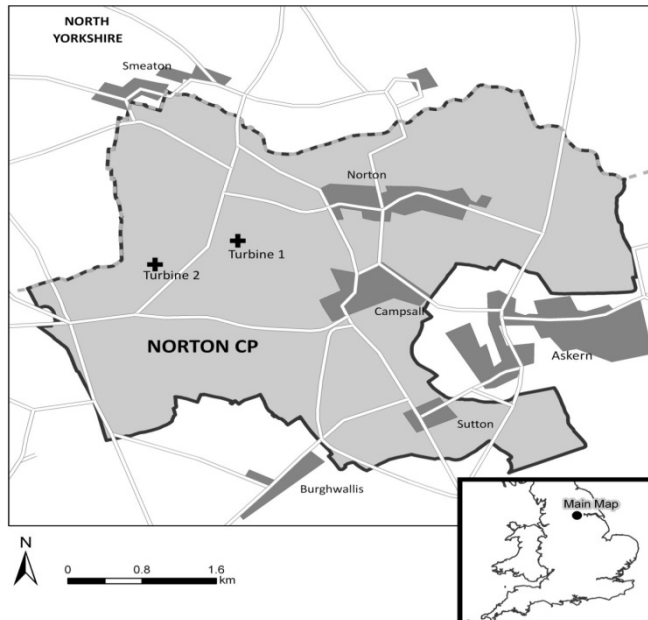 NORTH
YORKSHIRE
Smeaton
Norton
Turbine 1
Turbine 2
Campsall
NORTON CP
Askern
Sutton
Burghwallis
Main Map
N
0 0.8 1.6
km